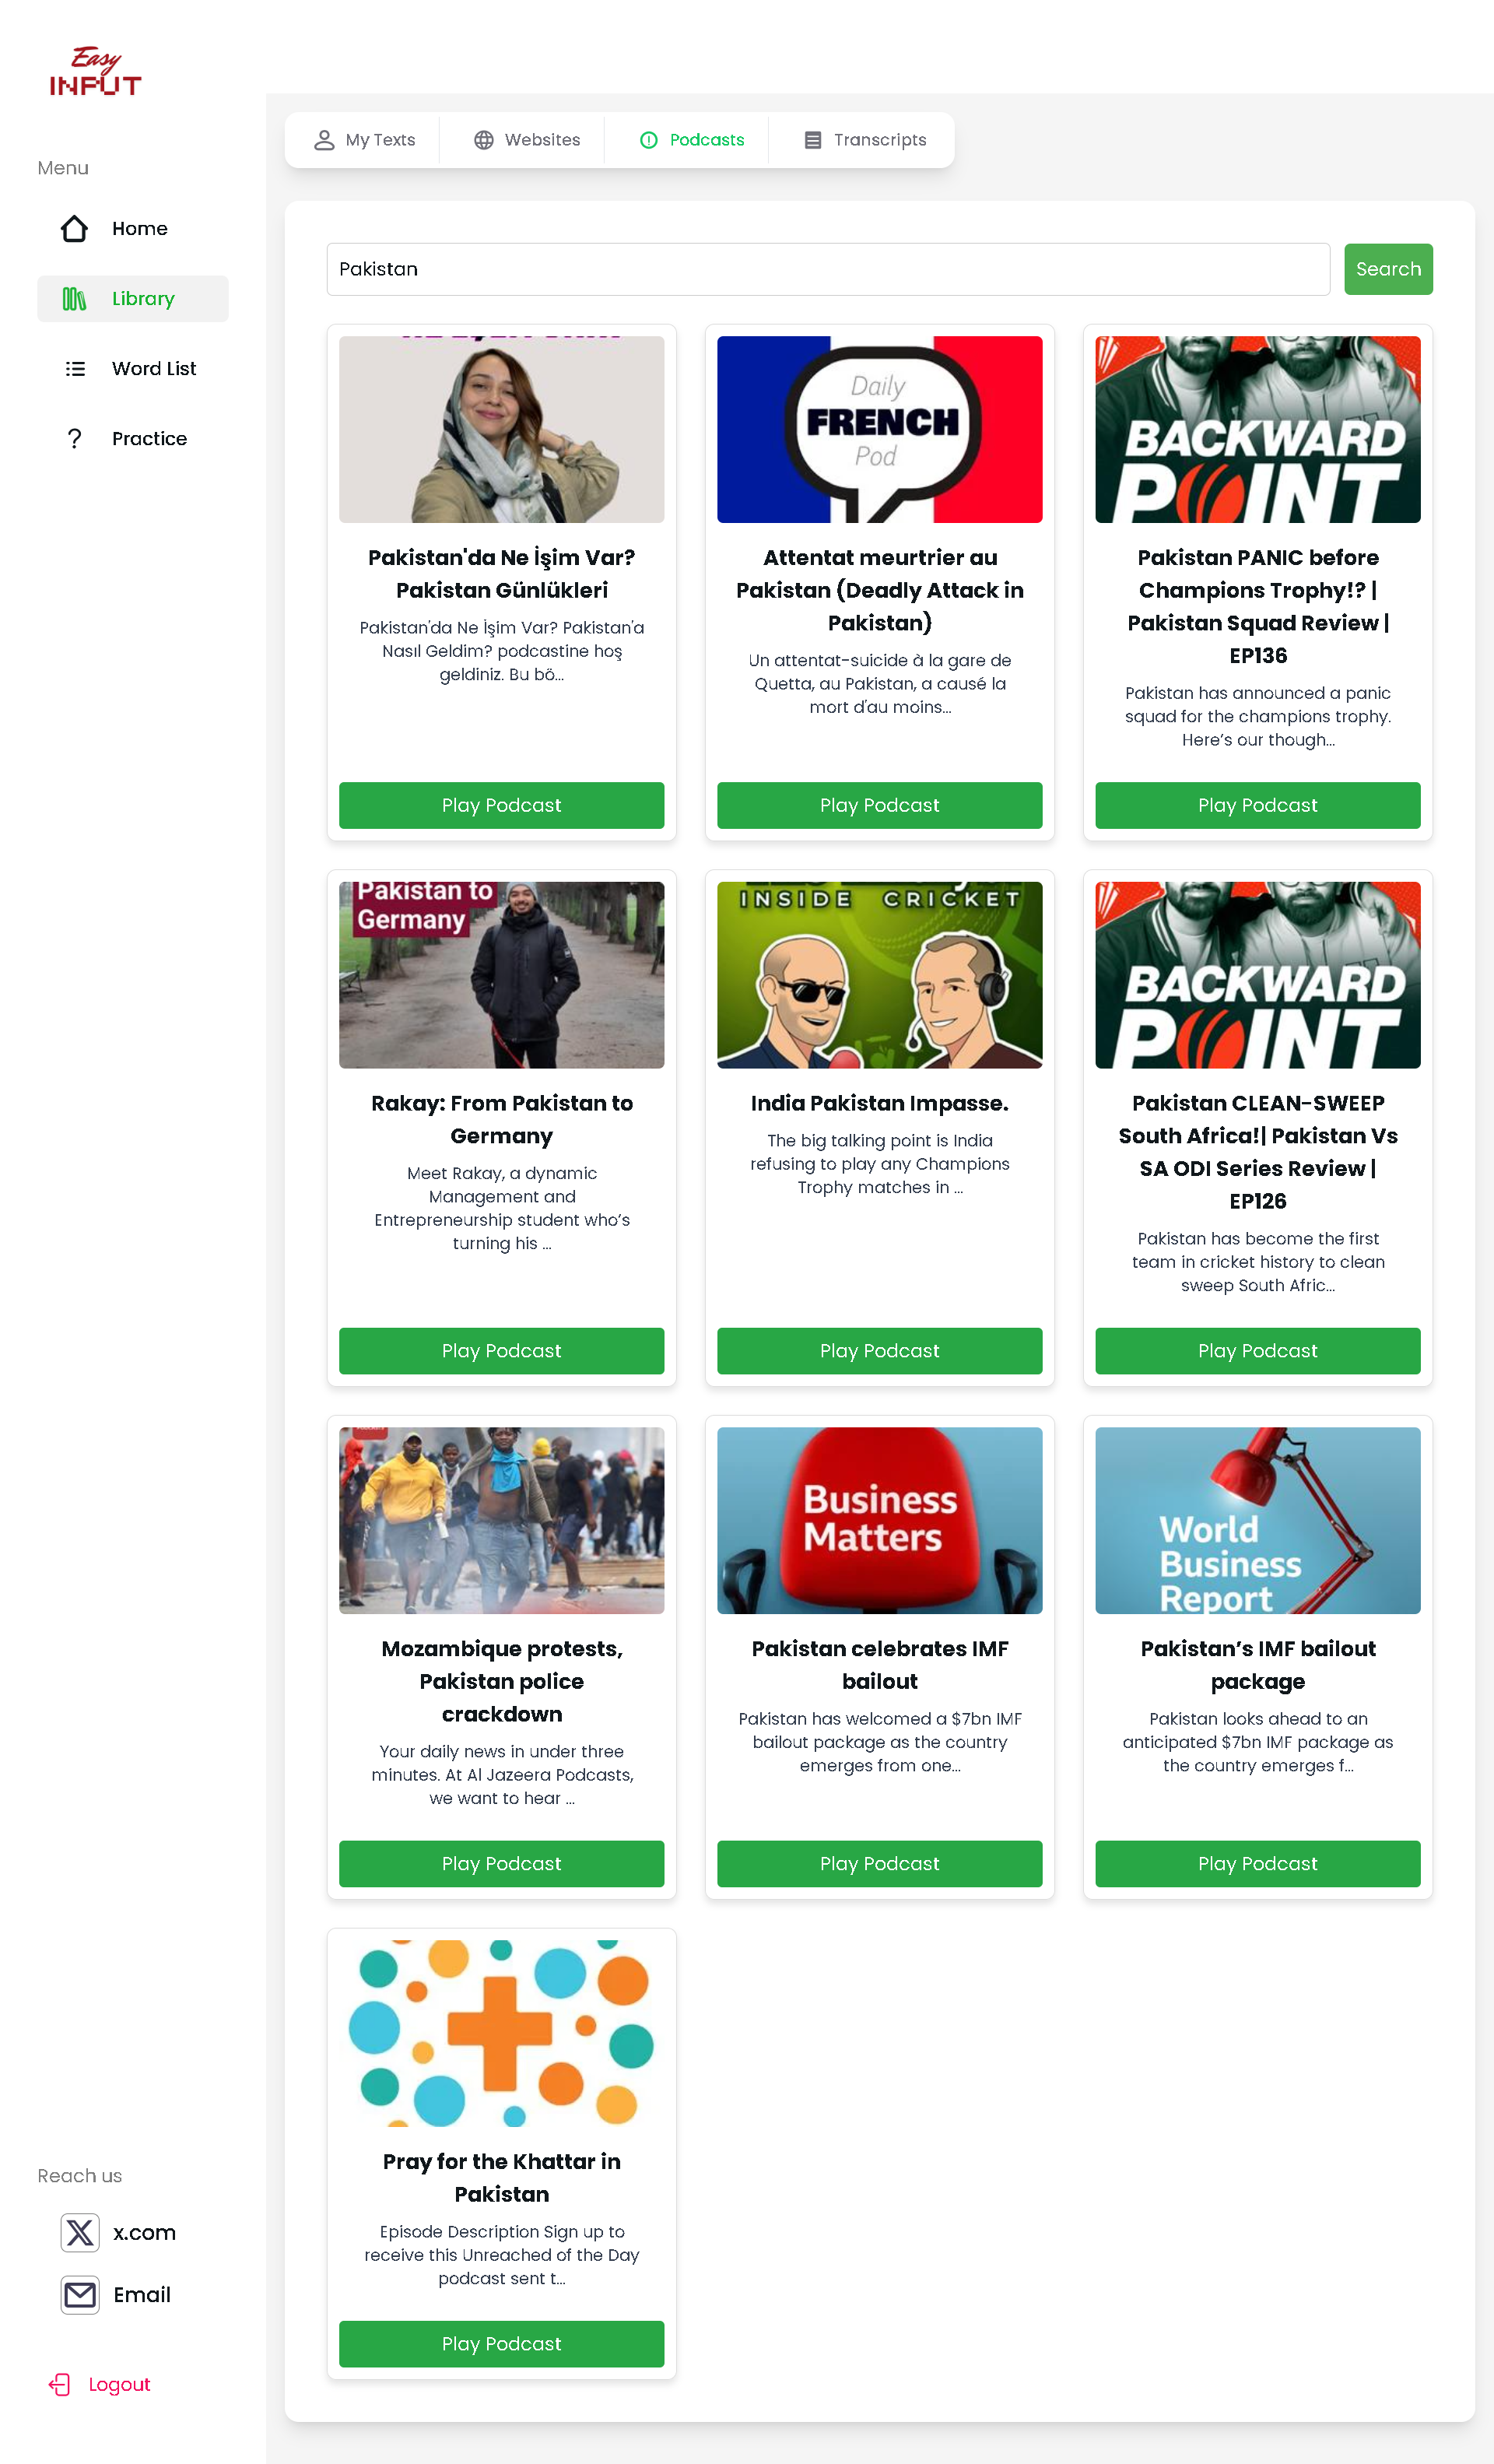 Easy
INPUT
Menu
Home
Library
Word List
Practice
Reach us
x.com
Email
Logout
My Texts
Websites
Podcasts
Transcripts
Pakistan
Search
Pakistan'da Ne İşim Var?
Pakistan Günlükleri
Pakistan'da Ne İşim Var? Pakistan'a
Nasıl Geldim? podcastine hoş
geldiniz. Bu bö...
Play Podcast
Daily
FRENCH
Pod
Attentat meurtrier au
Pakistan (Deadly Attack in
Pakistan)
Un attentat-suicide à la gare de
Quetta, au Pakistan, a causé la
mort d'au moins...
Play Podcast
BACKWARD
POINT
Pakistan PANIC before
Champions Trophy!? |
Pakistan Squad Review |
EP136
Pakistan has announced a panic
squad for the champions trophy.
Here's our though...
Play Podcast
Pakistan to
Germany
Rakay: From Pakistan to
Germany
Meet Rakay, a dynamic
Management and
Entrepreneurship student who's
turning his ...
Play Podcast
INSIDE CRICKET
India Pakistan Impasse.
The big talking point is India
refusing to play any Champions
Trophy matches in ...
Play Podcast
BACKWARD
POINT
Pakistan CLEAN-SWEEP
South Africa!| Pakistan Vs
SA ODI Series Review |
EP126
Pakistan has become the first
team in cricket history to clean
sweep South Afric...
Play Podcast
Mozambique protests,
Pakistan police
crackdown
Your daily news in under three
minutes. At Al Jazeera Podcasts,
we want to hear ...
Play Podcast
Business
Matters
Pakistan celebrates IMF
bailout
Pakistan has welcomed a $7bn IMF
bailout package as the country
emerges from one...
Play Podcast
World
Business
Report
Pakistan's IMF bailout
package
Pakistan looks ahead to an
anticipated $7bn IMF package as
the country emerges f...
Play Podcast
Pray for the Khattar in
Pakistan
Episode Description Sign up to
receive this Unreached of the Day
podcast sent t...
Play Podcast